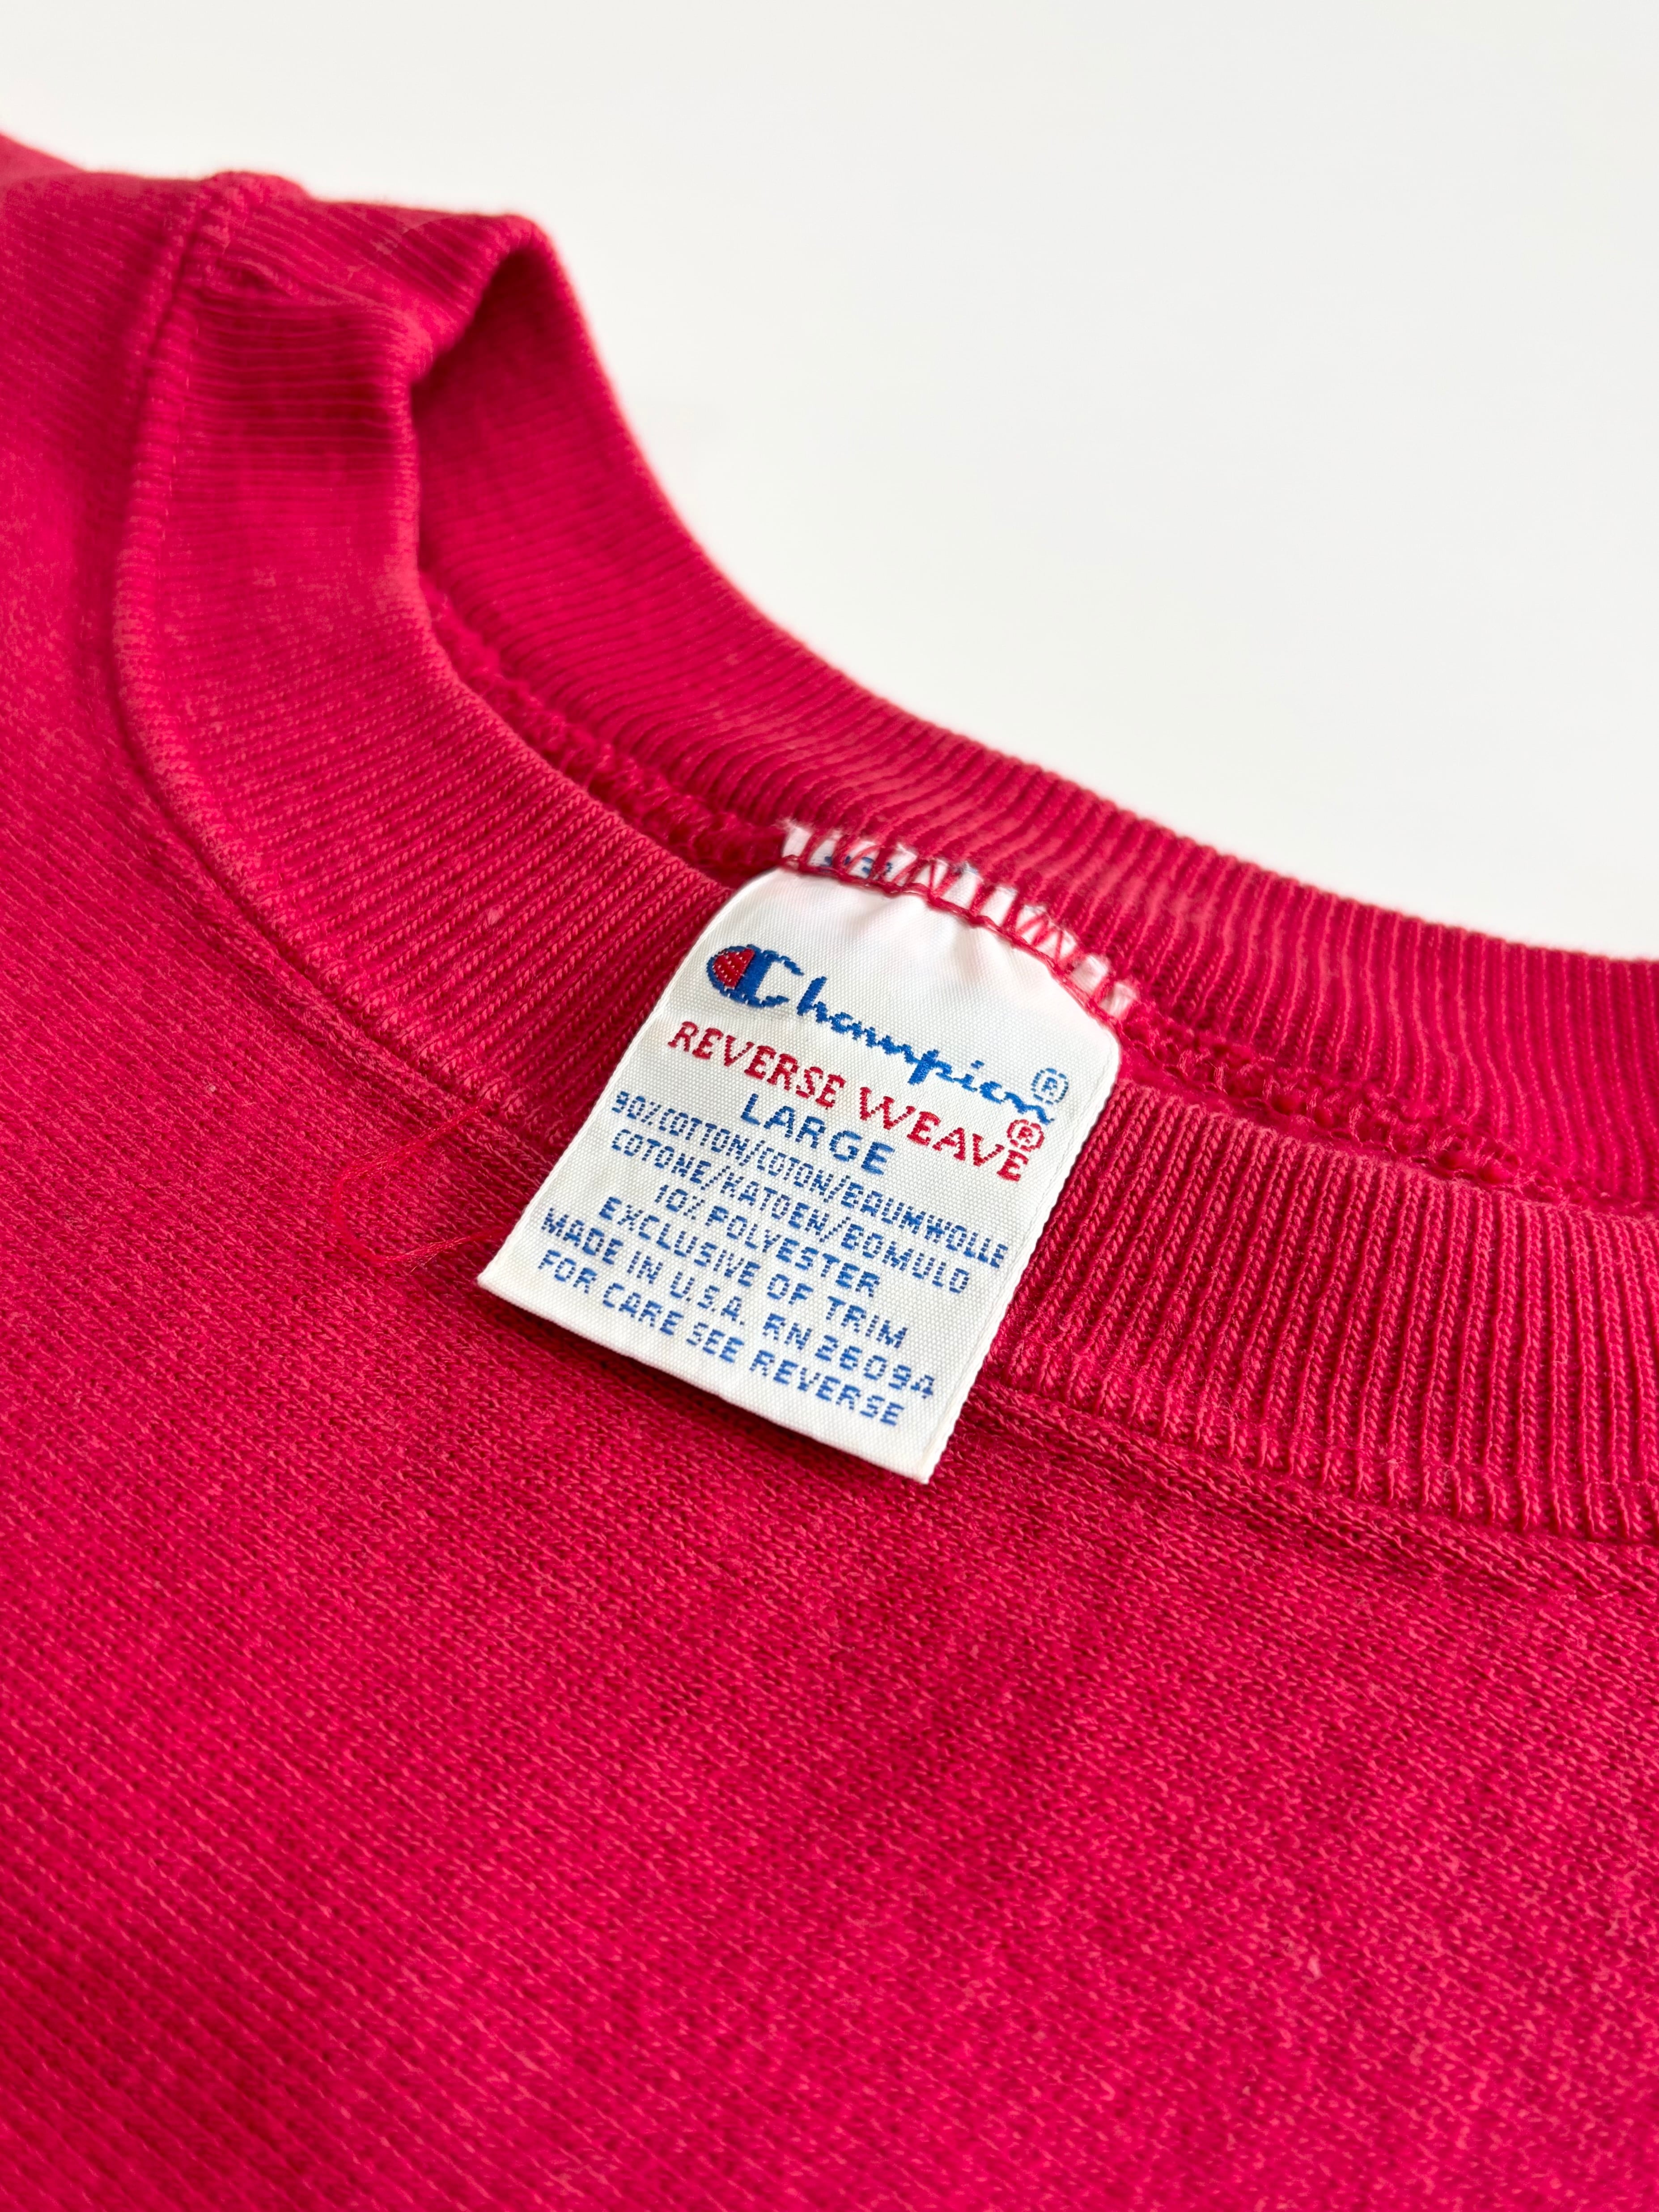 Champion®
REVERSE WEAVE®
LARGE
90%COTTON/COTON/BAUMWOLLE
COTONE/KATOEN/BOMULD
10% POLYESTER
EXCLUSIVE OF TRIM
MADE IN U.S.A. RN 26094
FOR CARE SEE REVERSE